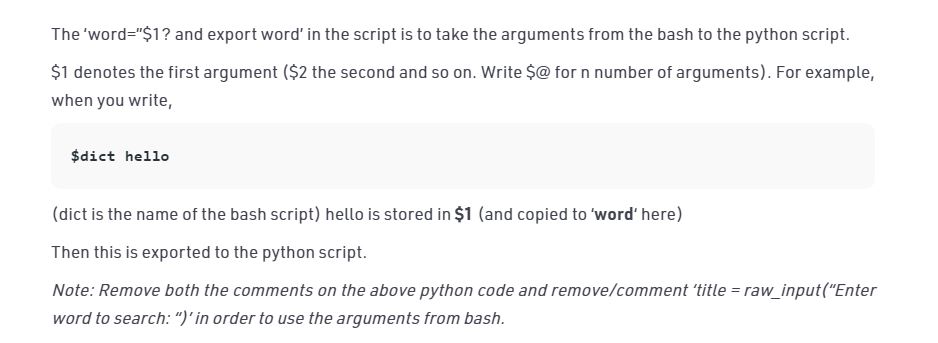 The ‘word=”$1? and export word’ in the script is to take the arguments from the bash to the python script.
$1 denotes the first argument ($2 the second and so on. Write $@ for n number of arguments). For example,
when you write,
$dict hello
(dict is the name of the bash script) hello is stored in $1 (and copied to ‘word‘ here)
Then this is exported to the python script.
Note: Remove both the comments on the above python code and remove/comment ‘title = raw_input(“Enter
word to search: “)’ in order to use the arguments from bash.